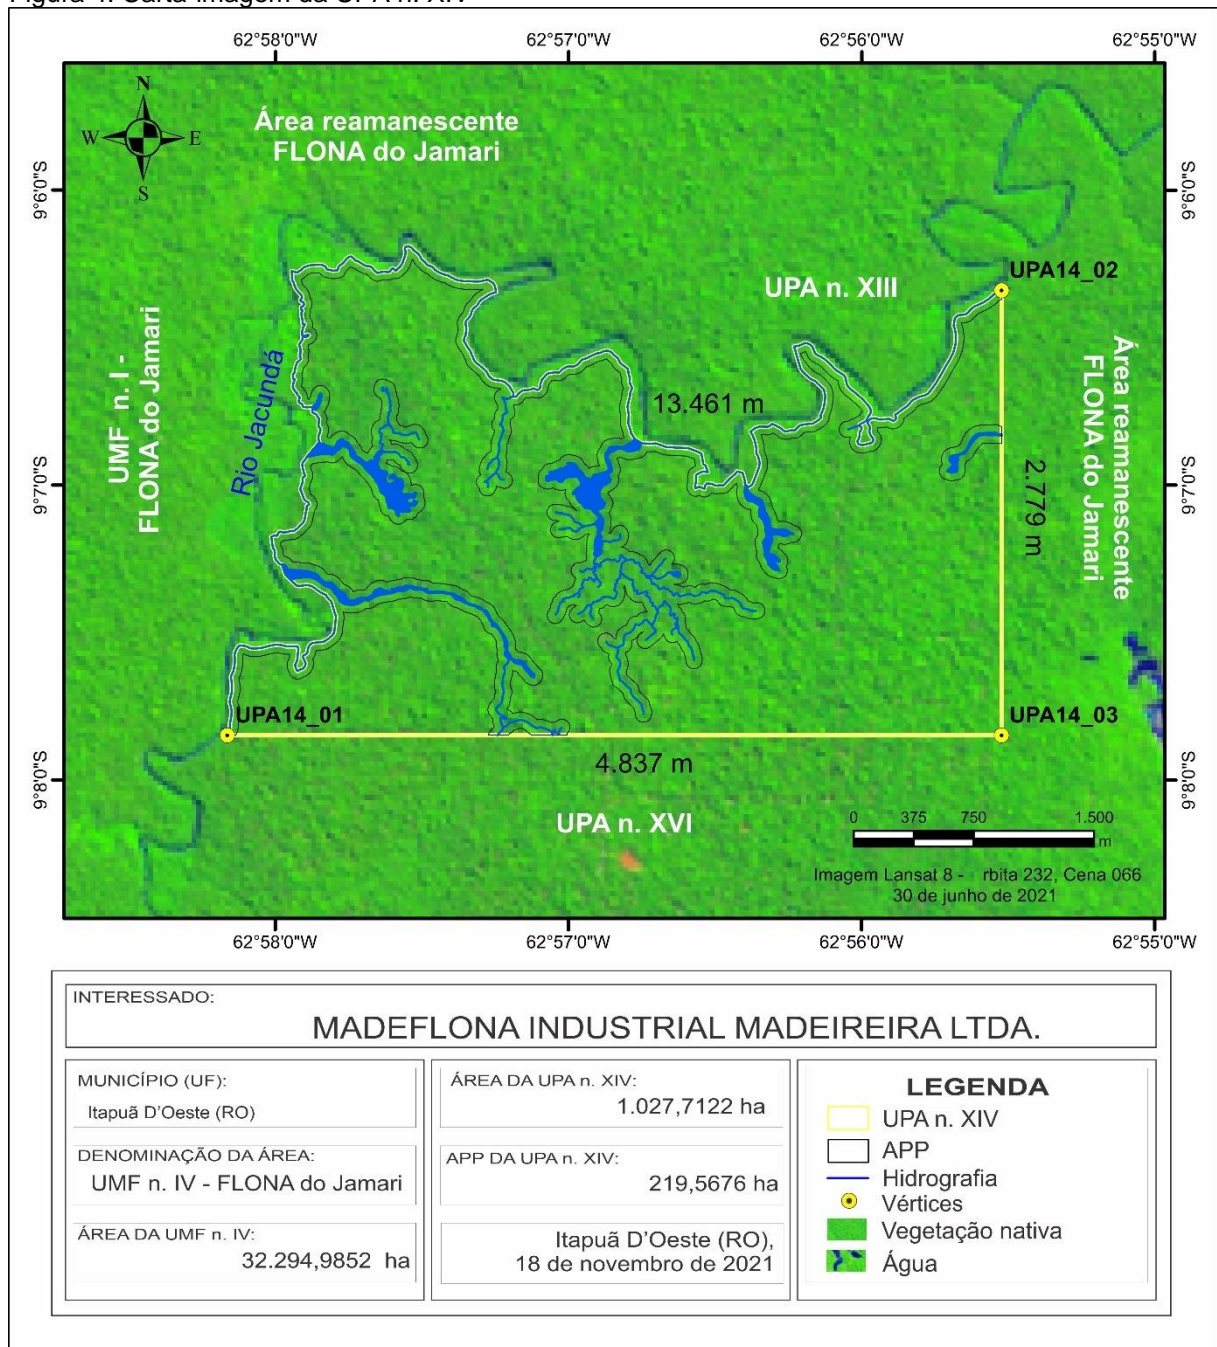 Figura 4. Carta-Imagem da UPA n. XIV
62°58'0"W 62°57'0"W 62°56'0"W 62°55'0"W
N
W E
S
Área reamanescente
FLONA do Jamari
9°6'0"S
9°6'0"S
UPA14_02
UPA n. XIII
UMF n. I -
FLONA do Jamari
Rio Jacundá
Área reamanescente
FLONA do Jamari
13.461 m
9°7'0"S
2.779 m
9°7'0"S
UPA14_01
UPA14_03
4.837 m
9°8'0"S
9°8'0"S
UPA n. XVI
0 375 750 1.500
m
Imagem Lansat 8 - rbita 232, Cena 066
30 de junho de 2021
62°58'0"W 62°57'0"W 62°56'0"W 62°55'0"W
INTERESSADO:
MADEFLONA INDUSTRIAL MADEIREIRA LTDA.
MUNICÍPIO (UF):
Itapuã D'Oeste (RO)
DENOMINAÇÃO DA ÁREA:
UMF n. IV - FLONA do Jamari
ÁREA DA UMF n. IV:
32.294,9852 ha
ÁREA DA UPA n. XIV:
1.027,7122 ha
APP DA UPA n. XIV:
219,5676 ha
Itapuã D'Oeste (RO),
18 de novembro de 2021
LEGENDA
UPA n. XIV
APP
Hidrografia
Vértices
Vegetação nativa
Água